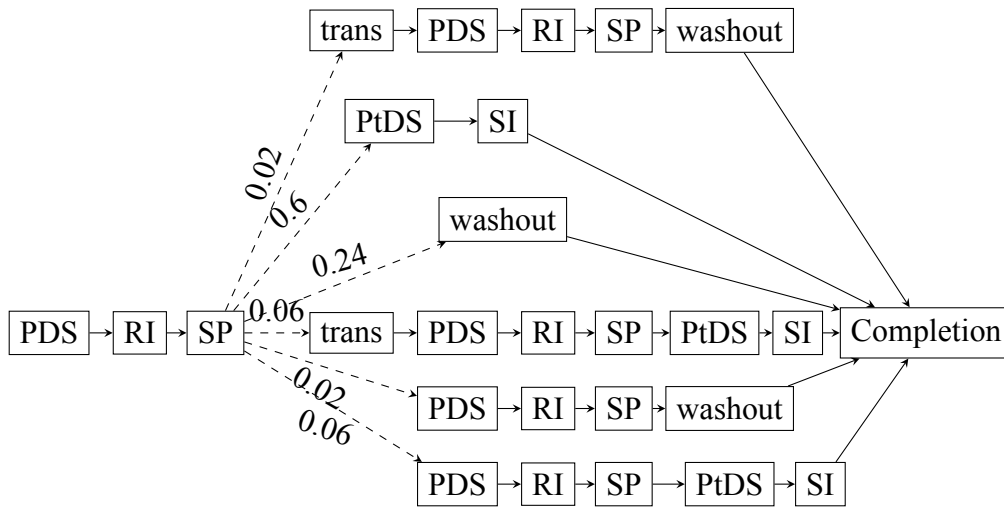 trans PDS RI SP washout
PtDS SI
0.02
0.6
washout
0.24
0.06
PDS RI SP trans PDS RI SP PtDS SI Completion
0.02
PDS RI SP washout
0.06
PDS RI SP PtDS SI